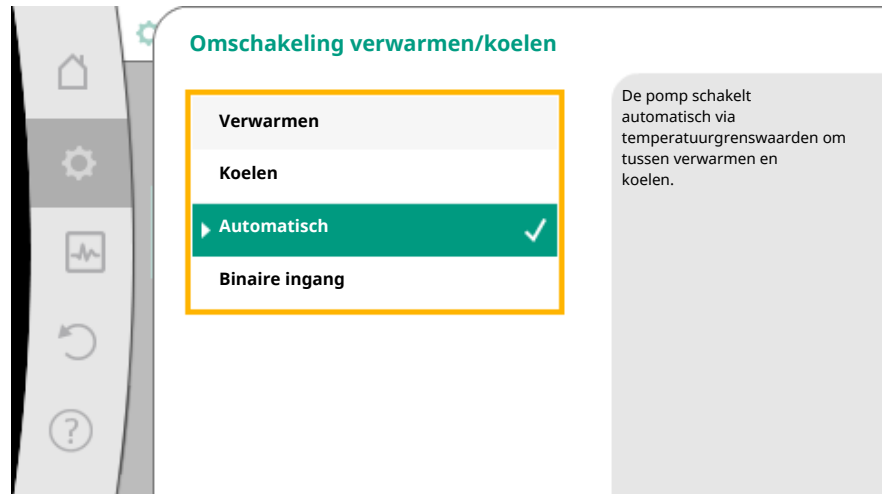 Omschakeling verwarmen/koelen
Verwarmen
Koelen
Automatisch
Binaire ingang
De pomp schakelt
automatisch via
temperatuurgrenswaarden om
tussen verwarmen en
koelen.
?